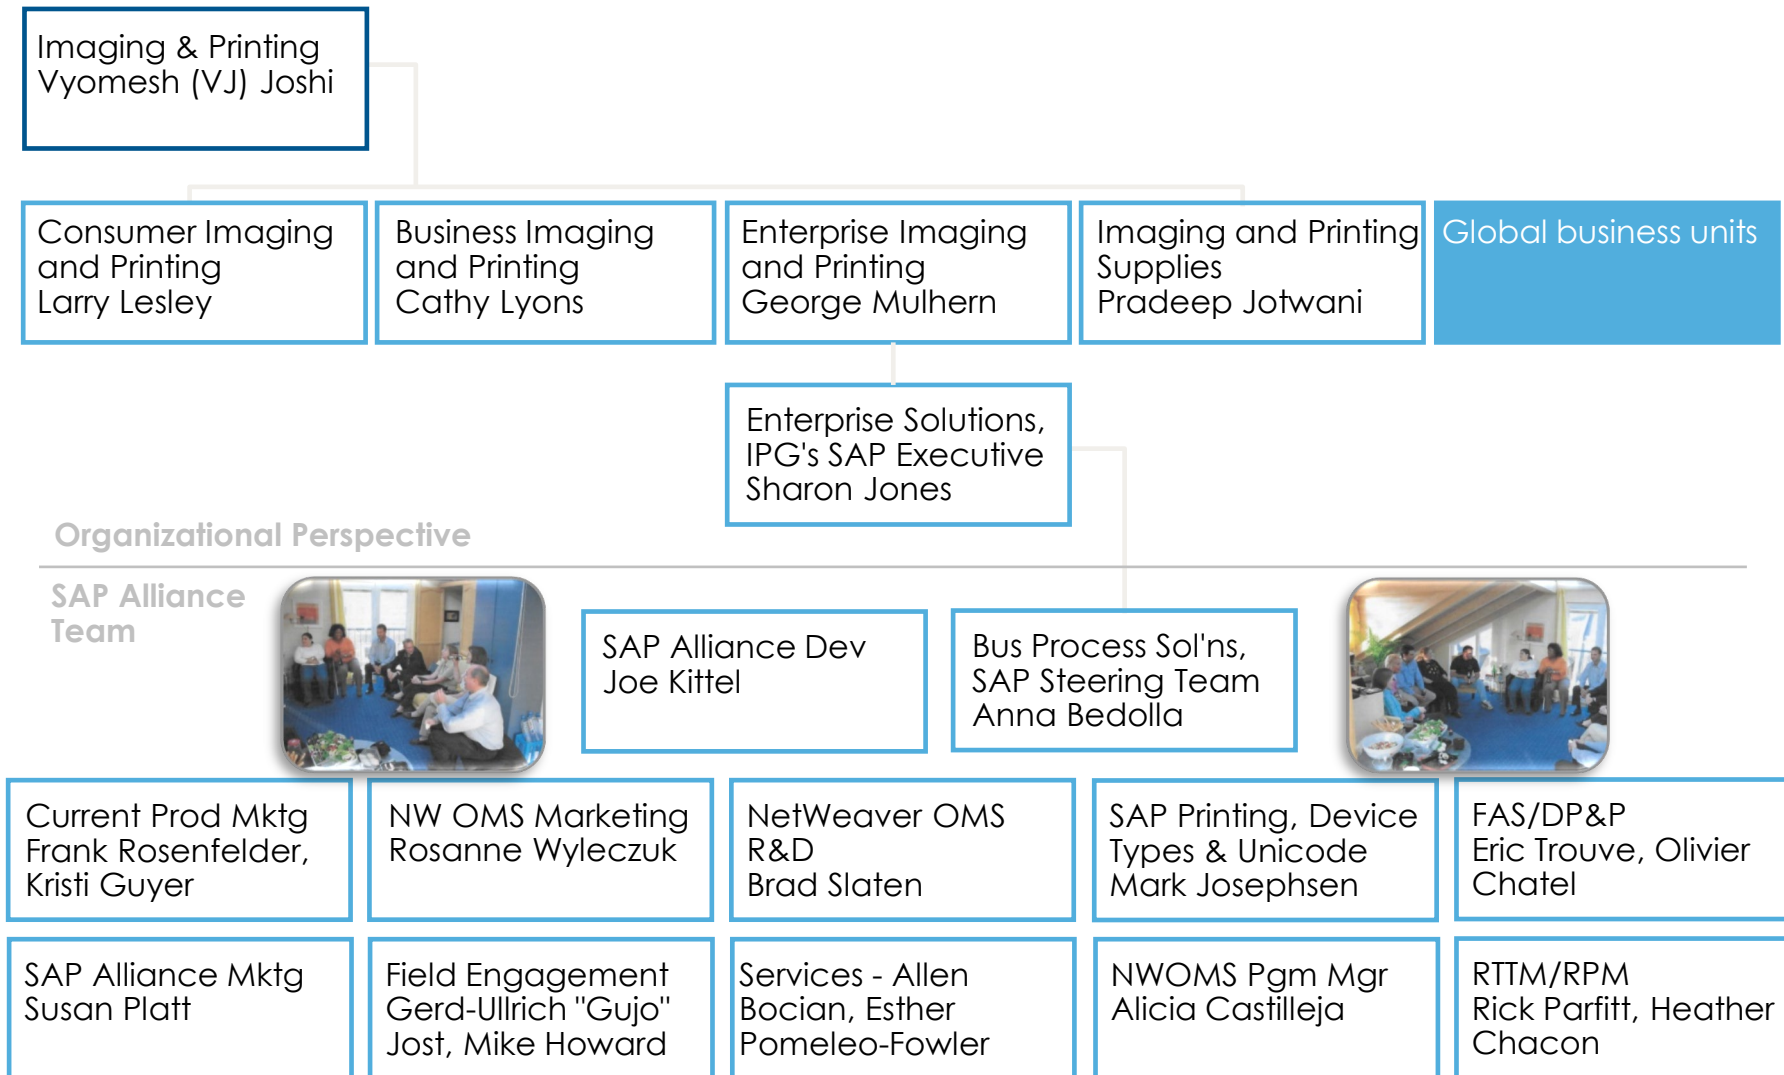 Imaging & Printing
Vyomesh (VJ) Joshi
Consumer Imaging
and Printing
Larry Lesley
Business Imaging
and Printing
Cathy Lyons
Enterprise Imaging
and Printing
George Mulhern
Imaging and Printing
Supplies
Pradeep Jotwani
Global business units
Enterprise Solutions,
IPG's SAP Executive
Sharon Jones
Organizational Perspective
SAP Alliance
Team
SAP Alliance Dev
Joe Kittel
Bus Process Sol'ns,
SAP Steering Team
Anna Bedolla
Current Prod Mktg
Frank Rosenfelder,
Kristi Guyer
NW OMS Marketing
Rosanne Wyleczuk
NetWeaver OMS
R&D
Brad Slaten
SAP Printing, Device
Types & Unicode
Mark Josephsen
FAS/DP&P
Eric Trouve, Olivier
Chatel
SAP Alliance Mktg
Susan Platt
Field Engagement
Gerd-Ullrich "Gujo"
Jost, Mike Howard
Services - Allen
Bocian, Esther
Pomeleo-Fowler
NWOMS Pgm Mgr
Alicia Castilleja
RTTM/RPM
Rick Parfitt, Heather
Chacon